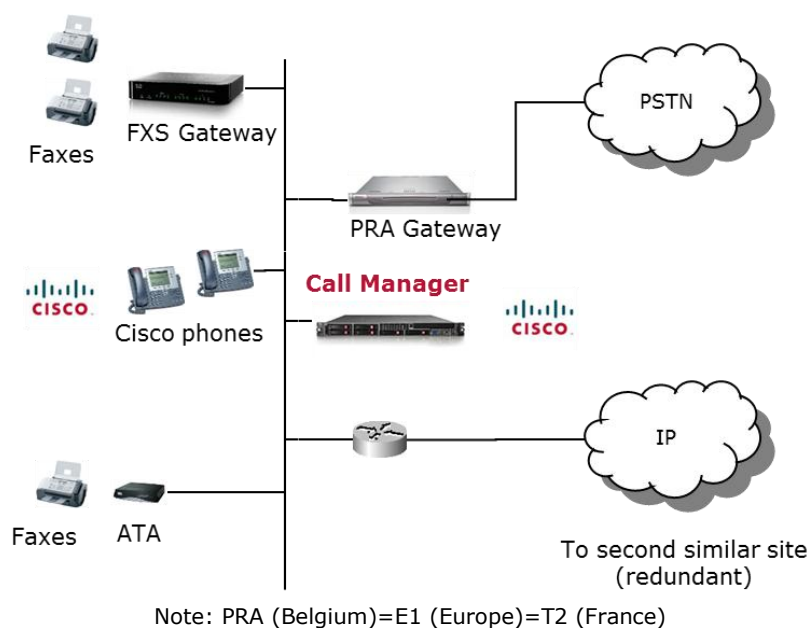 Faxes
FXS Gateway
PSTN
PRA Gateway
CISCO
Cisco phones
Call Manager
CISCO
IP
Faxes
ATA
To second similar site
(redundant)
Note: PRA (Belgium)=E1 (Europe)=T2 (France)